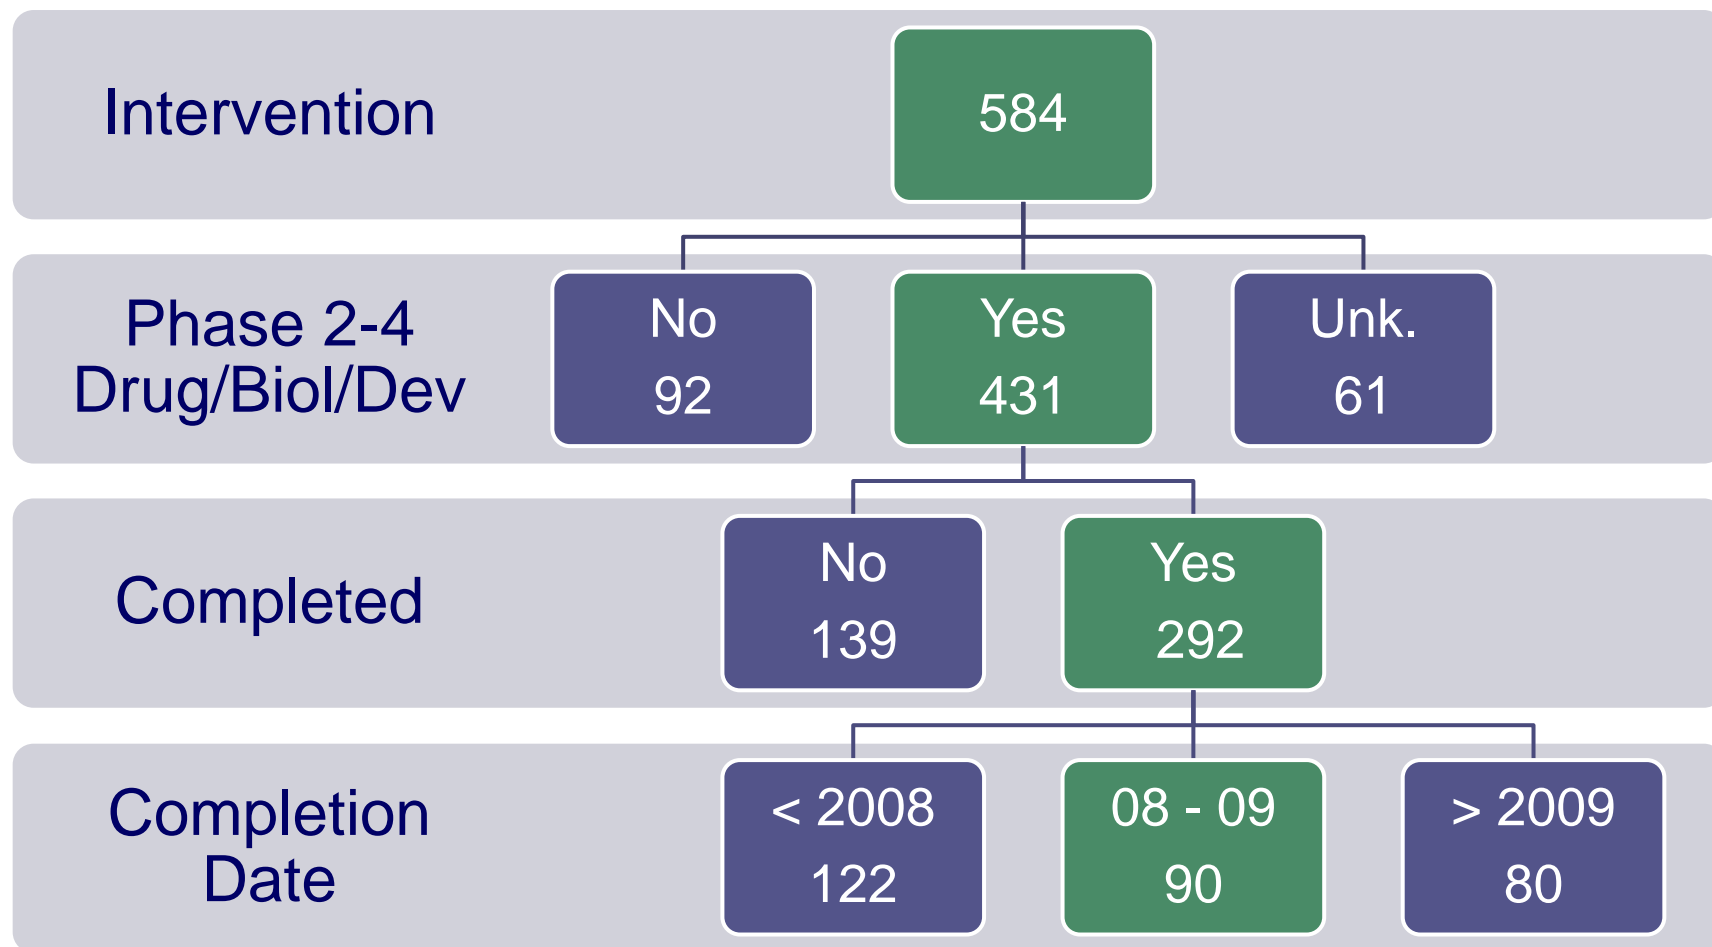 Intervention
584
Phase 2-4
Drug/Biol/Dev
No
92
Yes
431
Unk.
61
Completed
No
139
Yes
292
Completion
Date
< 2008
122
08 - 09
90
> 2009
80